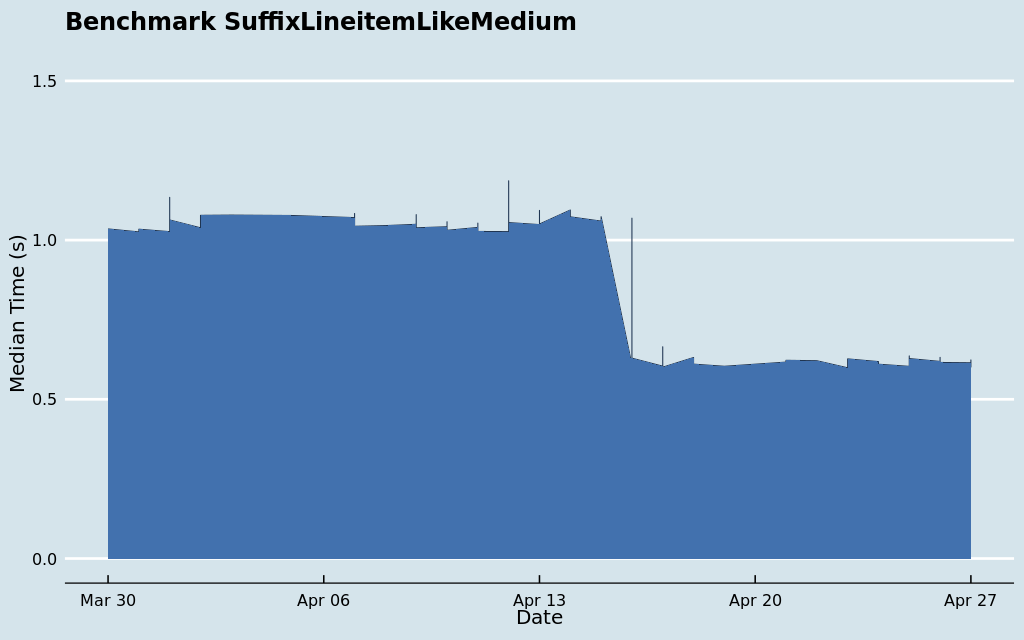 Benchmark SuffixLineitemLikeMedium
1.5
1.0
0.5
0.0
Median Time (s)
Mar 30
Apr 06
Apr 13
Apr 20
Apr 27
Date